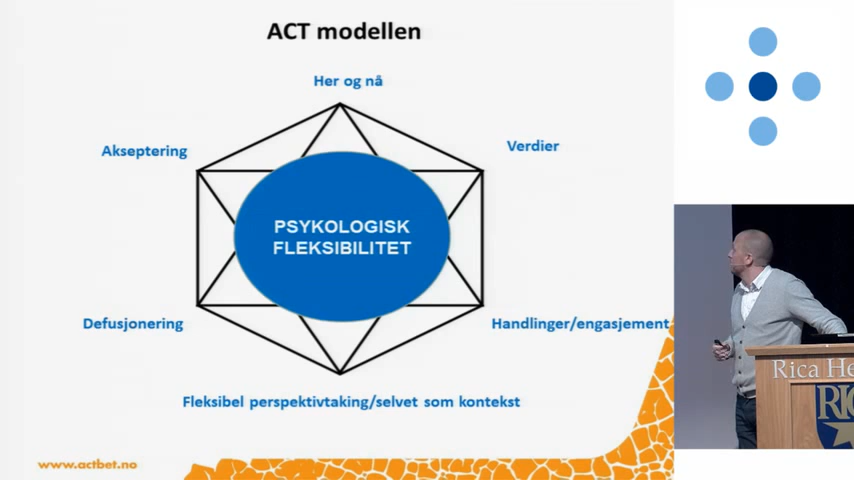 ACT modellen
Her og nå
Akseptering
Verdier
PSYKOLOGISK
FLEKSIBILITET
Defusjonering
Handlinger/engasjement
Fleksibel perspektivtaking/selvet som kontekst
www.actbet.no
Rica He
RIC